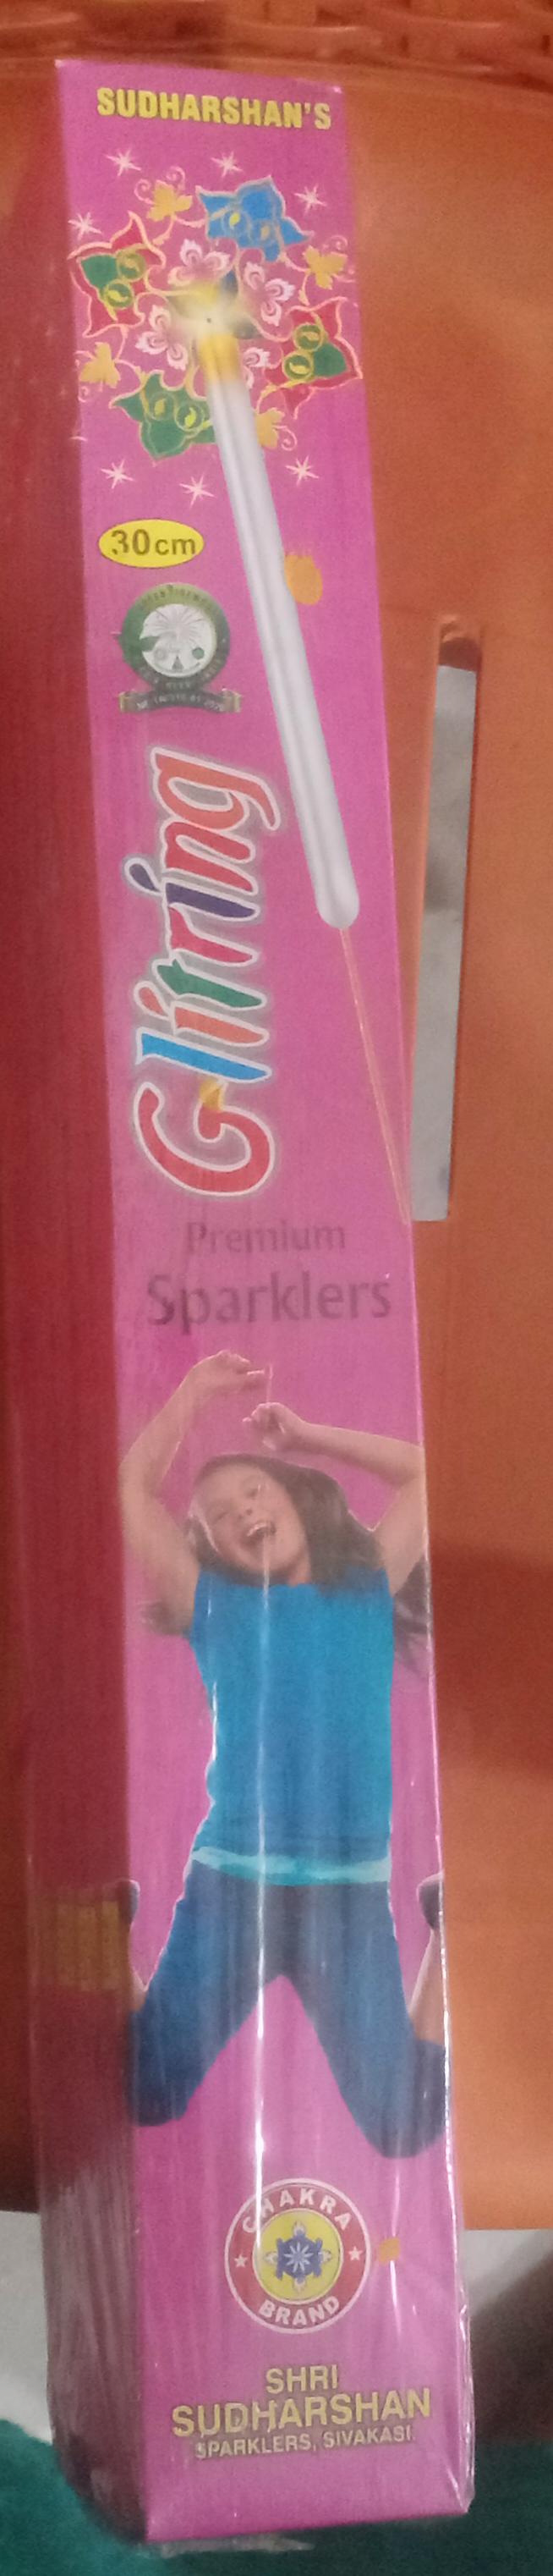 SUDHARSHAN'S
30cm
Glitring
Premium
Sparklers
CHAKRA
BRAND
SHRI
SUDHARSHAN
SPARKLERS, SIVAKASI.